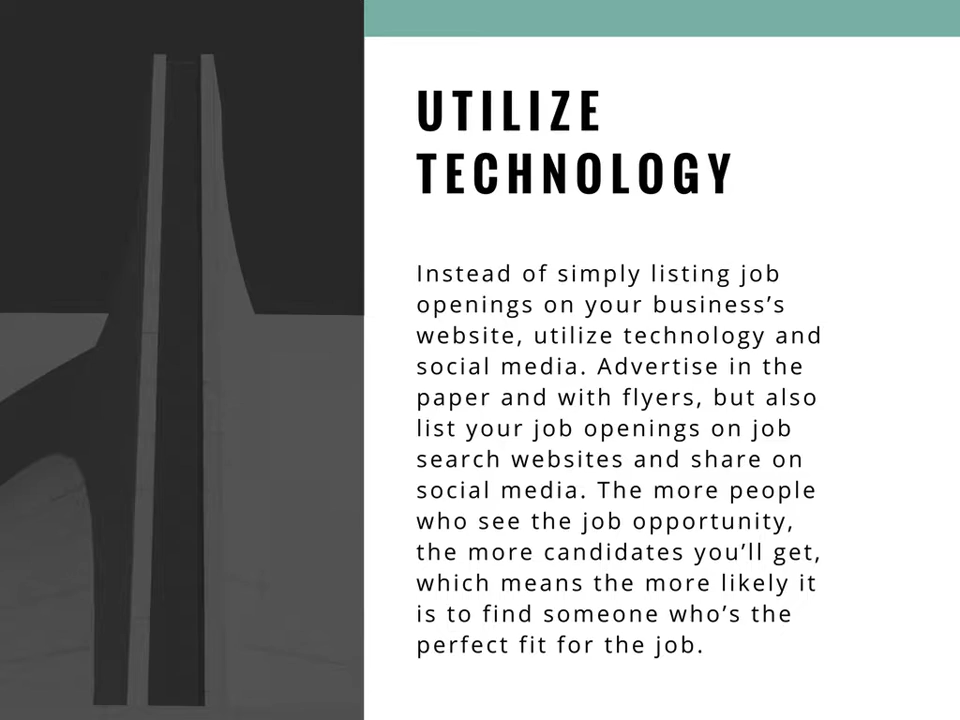 UTILIZE
TECHNOLOGY
Instead of simply listing job
openings on your business’s
website, utilize technology and
social media. Advertise in the
paper and with flyers, but also
list your job openings on job
search websites and share on
social media. The more people
who see the job opportunity,
the more candidates you’ll get,
which means the more likely it
is to find someone who’s the
perfect fit for the job.